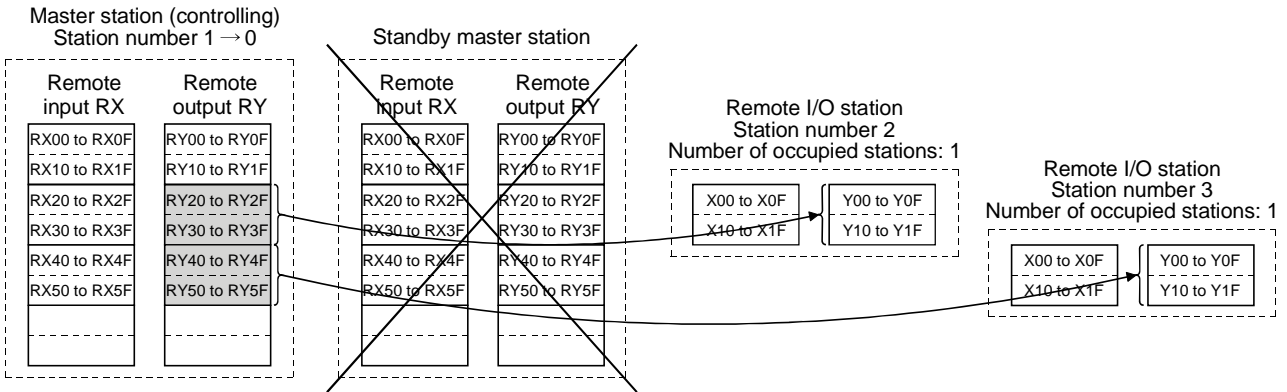 Master station (controlling)
Station number 1 → 0
Remote input RX
Remote output RY
RX00 to RX0F
RY00 to RY0F
RX10 to RX1F
RY10 to RY1F
RX20 to RX2F
RY20 to RY2F
RX30 to RX3F
RY30 to RY3F
RX40 to RX4F
RY40 to RY4F
RX50 to RX5F
RY50 to RY5F
Standby master station
Remote input RX
Remote output RY
RX00 to RX0F
RY00 to RY0F
RX10 to RX1F
RY10 to RY1F
RX20 to RX2F
RY20 to RY2F
RX30 to RX3F
RY30 to RY3F
RX40 to RX4F
RY40 to RY4F
RX50 to RX5F
RY50 to RY5F
Remote I/O station
Station number 2
Number of occupied stations: 1
X00 to X0F
Y00 to Y0F
X10 to X1F
Y10 to Y1F
Remote I/O station
Station number 3
Number of occupied stations: 1
X00 to X0F
Y00 to Y0F
X10 to X1F
Y10 to Y1F